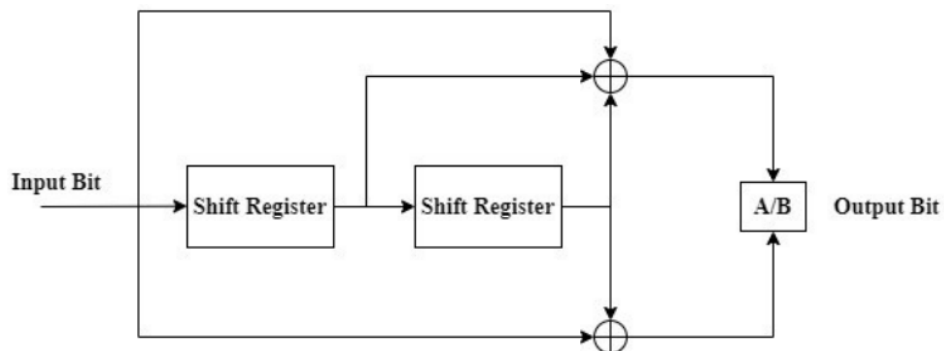 Input Bit
Shift Register
Shift Register
A/B
Output Bit